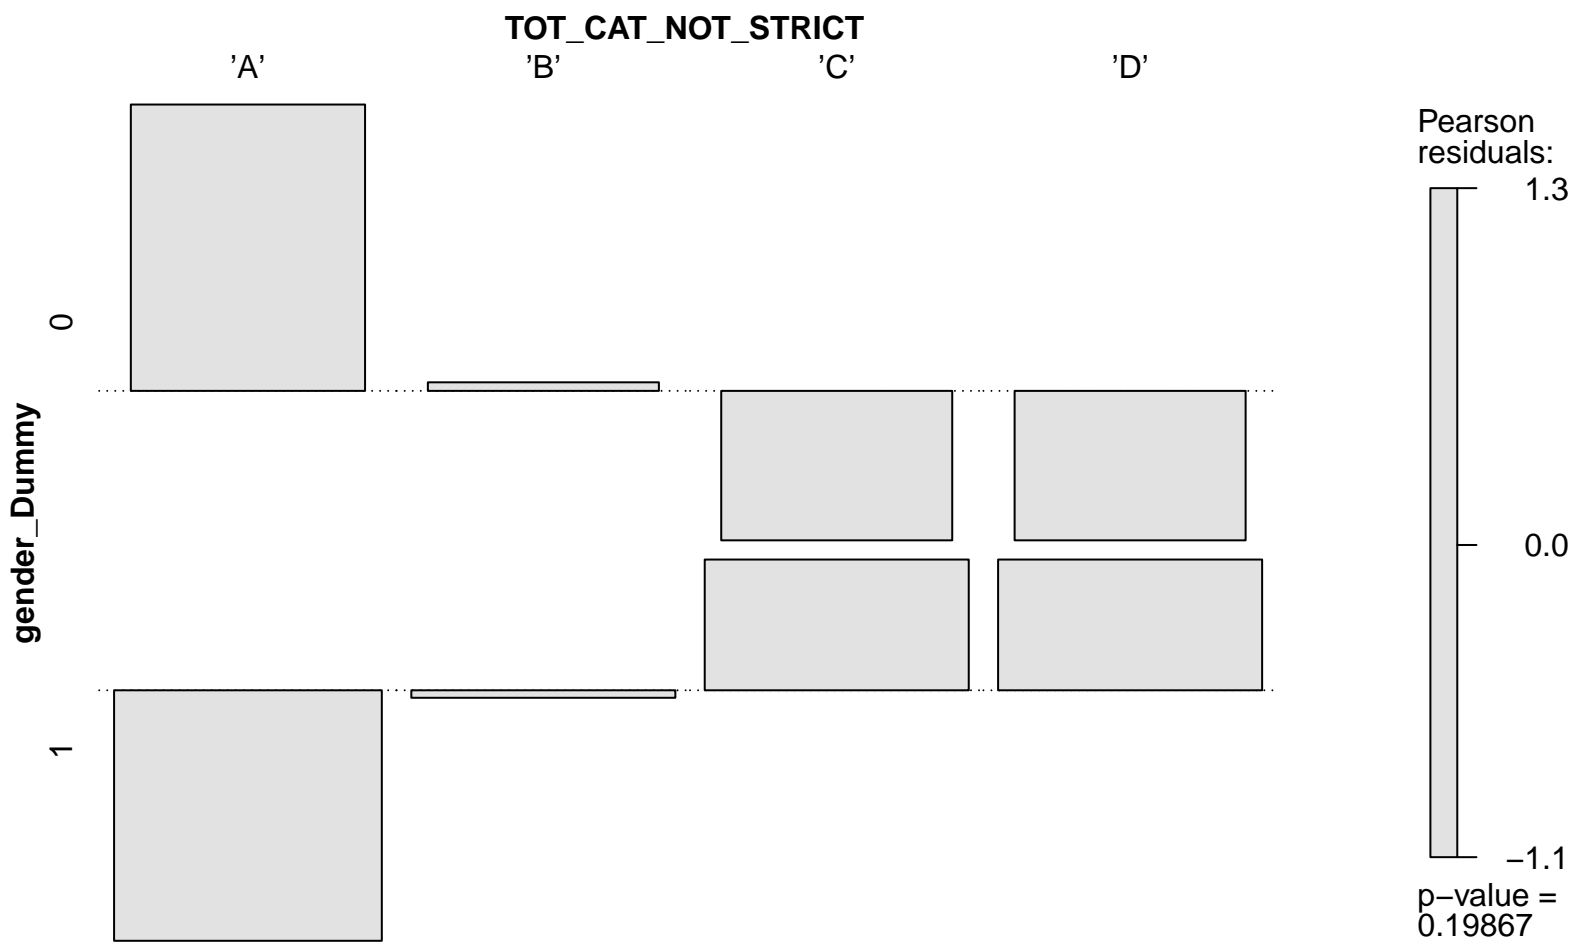 TOT_CAT_NOT_STRICT
’A’ ’B’ ’C’ ’D’
Pearson
residuals:
1.3
0
gender_Dummy
0.0
1
−1.1
p−value =
0.19867